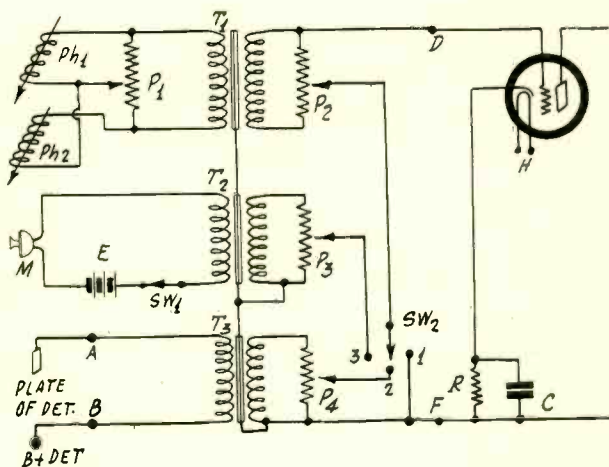 T1
D
Ph1
P1
P2
Ph2
H
T2
M
E
SW1
P3
SW2
3
2
1
T3
A
PLATE
OF DET.
P4
R
C
B
F
B+ DET